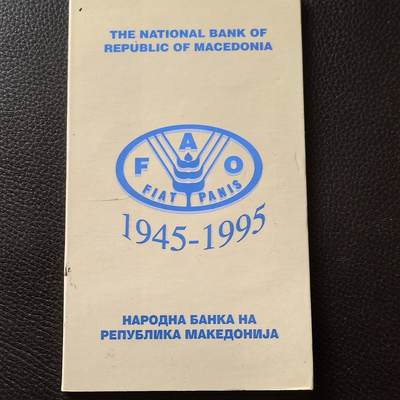 THE NATIONAL BANK OF
REPUBLIC OF MACEDONIA
F A O
FIAT PANIS
1945-1995
НАРОДНА БАНКА НА
РЕПУБЛИКА МАКЕДОНИЈА